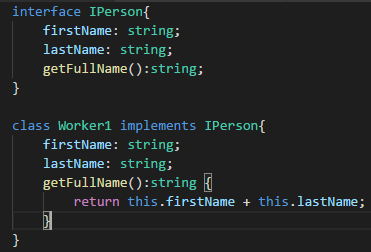 interface IPerson{
    firstName: string;
    lastName: string;
    getFullName():string;
}

class Worker1 implements IPerson{
    firstName: string;
    lastName: string;
    getFullName():string {
        return this.firstName + this.lastName;
    }
}